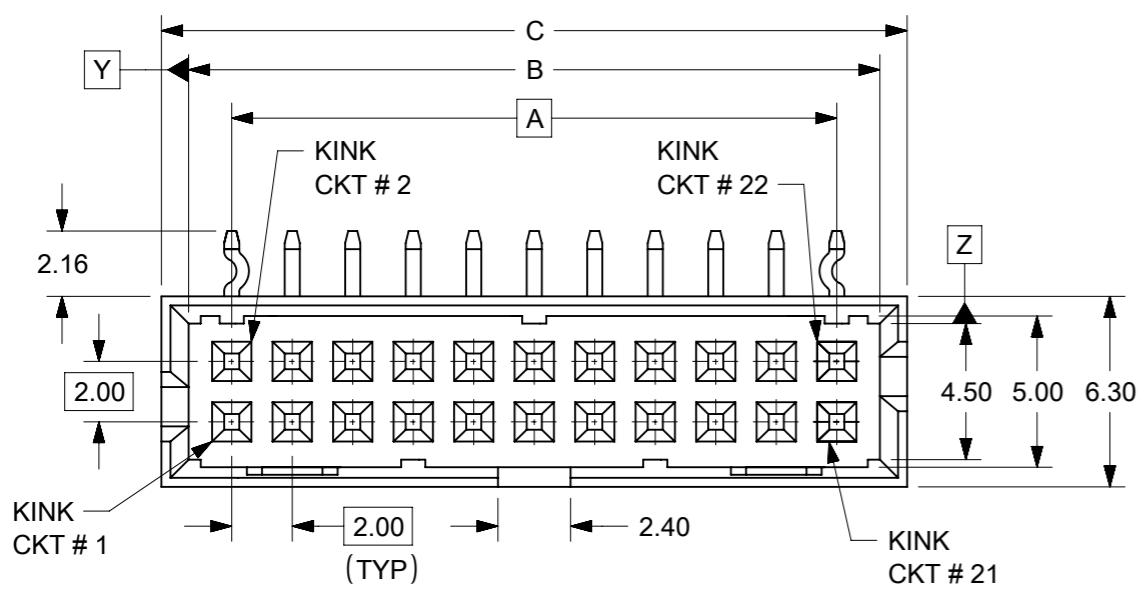 C
Y
B
A
KINK
CKT # 2
KINK
CKT # 22
2.16
Z
2.00
4.50 5.00 6.30
KINK
CKT # 1
2.00
(TYP)
2.40
KINK
CKT # 21